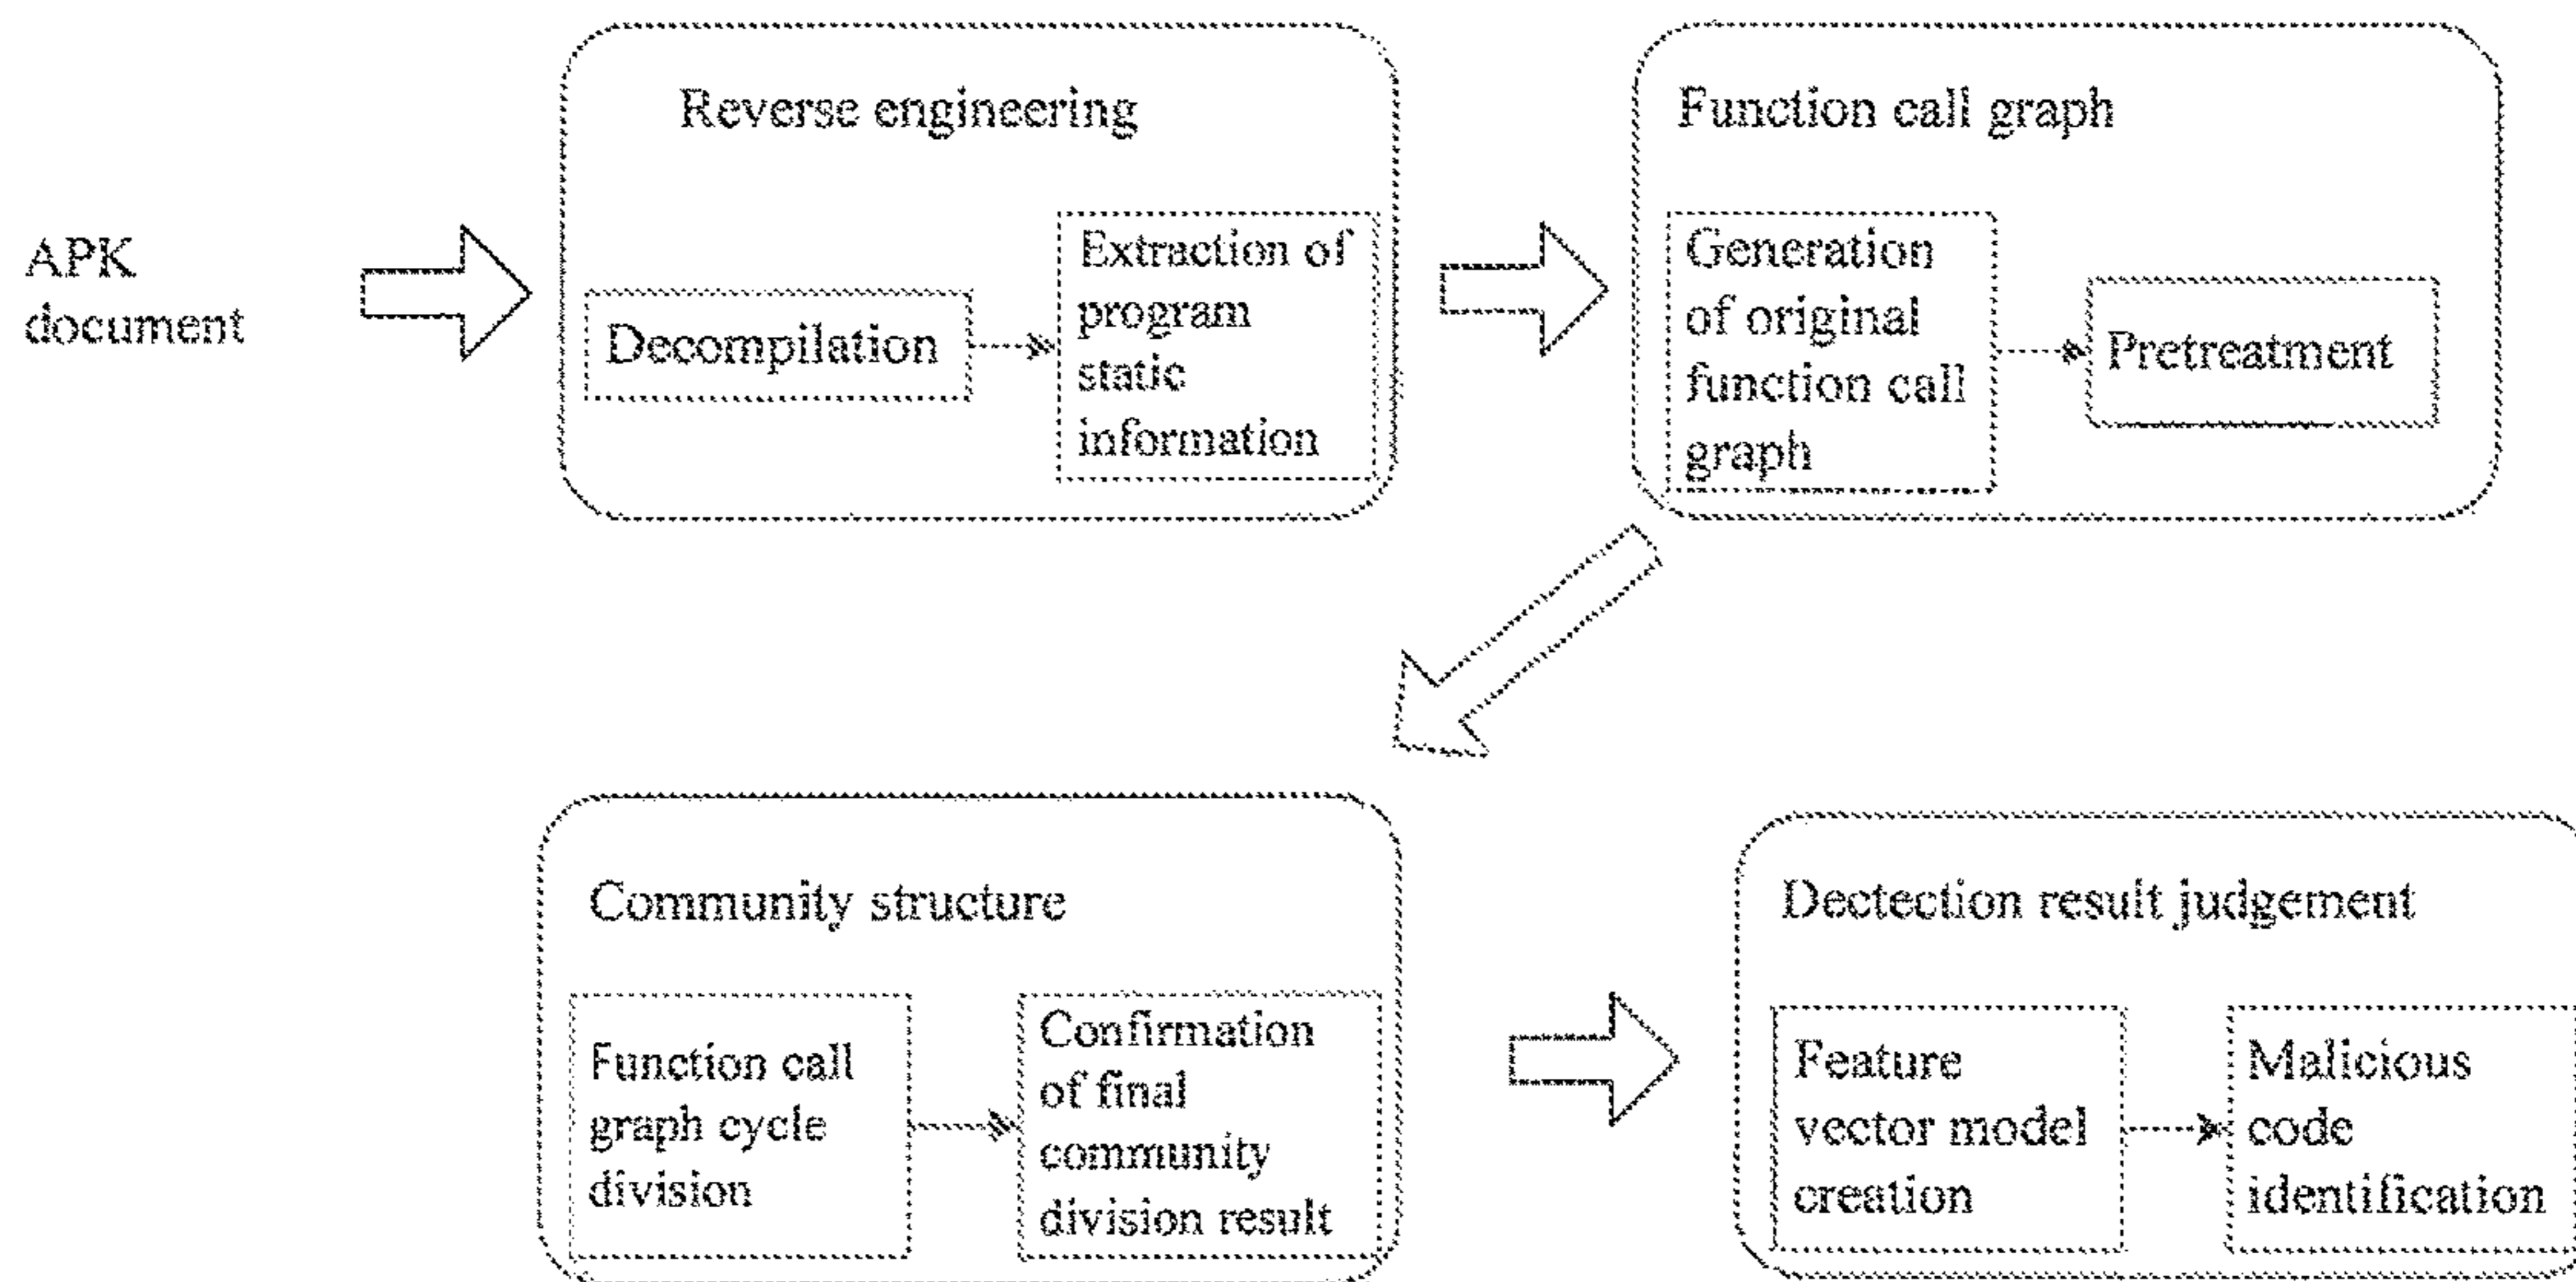 APK
document
Reverse engineering
Decompilation
Extraction of
program
static
information
Function call graph
Generation
of original
function call
graph
Pretreatment
Community structure
Function call
graph cycle
division
Confirmation
of final
community
division result
Dectection result judgement
Feature
vector model
creation
Malicious
code
identification